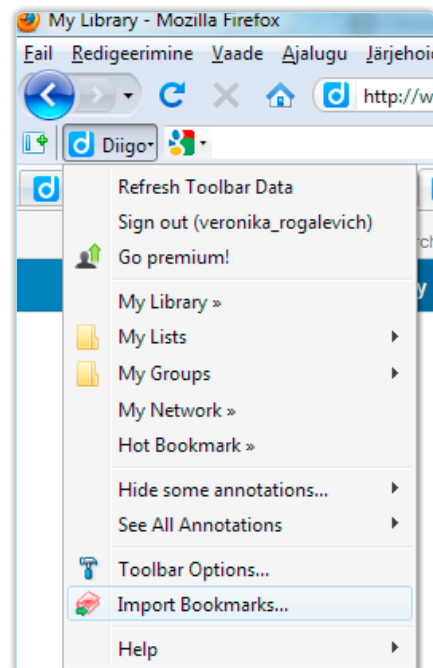 My Library - Mozilla Firefox
Fail Redigeerimine Vaade Ajalugu
http://w
Diigo
Refresh Toolbar Data
Sign out (veronika_rogalevich)
Go premium!
My Library »
My Lists
My Groups
My Network »
Hot Bookmark »
Hide some annotations...
See All Annotations
Toolbar Options...
Import Bookmarks...
Help